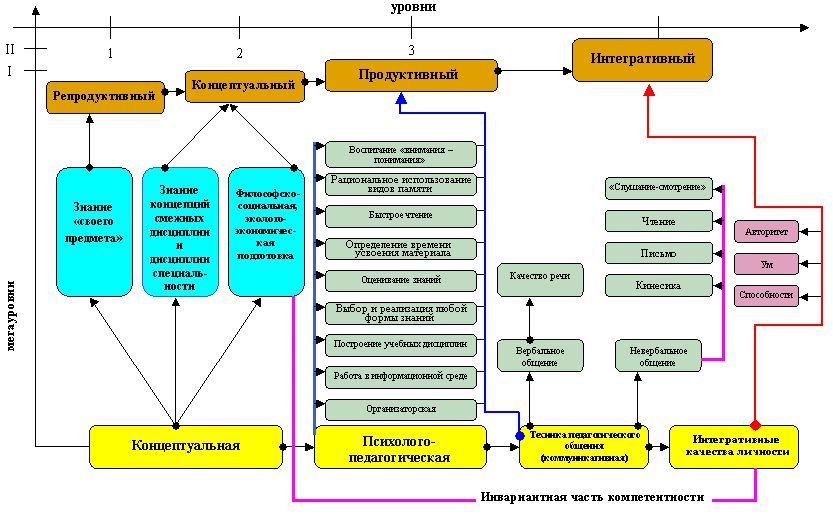 уровни
II
I
1
2
3
Репродуктивный
Концептуальный
Продуктивный
Интегративный
мегауровни
Знание
«своего
предмета»
Знание
концепций
смежных
дисциплин
и
дисциплин
специаль-
ности
Философско-
социальная,
эколого-
экономичес-
кая
подготовка
Воспитание «внимания –
понимания»
Рациональное использование
видов памяти
Быстрое чтение
Определение времени
усвоения материала
Оценивание знаний
Выбор и реализация любой
формы знаний
Построение учебных дисциплин
Работа в информационной среде
Организаторская
Качество речи
Вербальное
общение
«Слушание-смотрение»
Чтение
Письмо
Кинесика
Невербальное
общение
Авторитет
Ум
Способности
Концептуальная
Психолого-
педагогическая
Техника педагогического
общения
(коммуникативная)
Интегративные
качества личности
Инвариантная часть компетентности